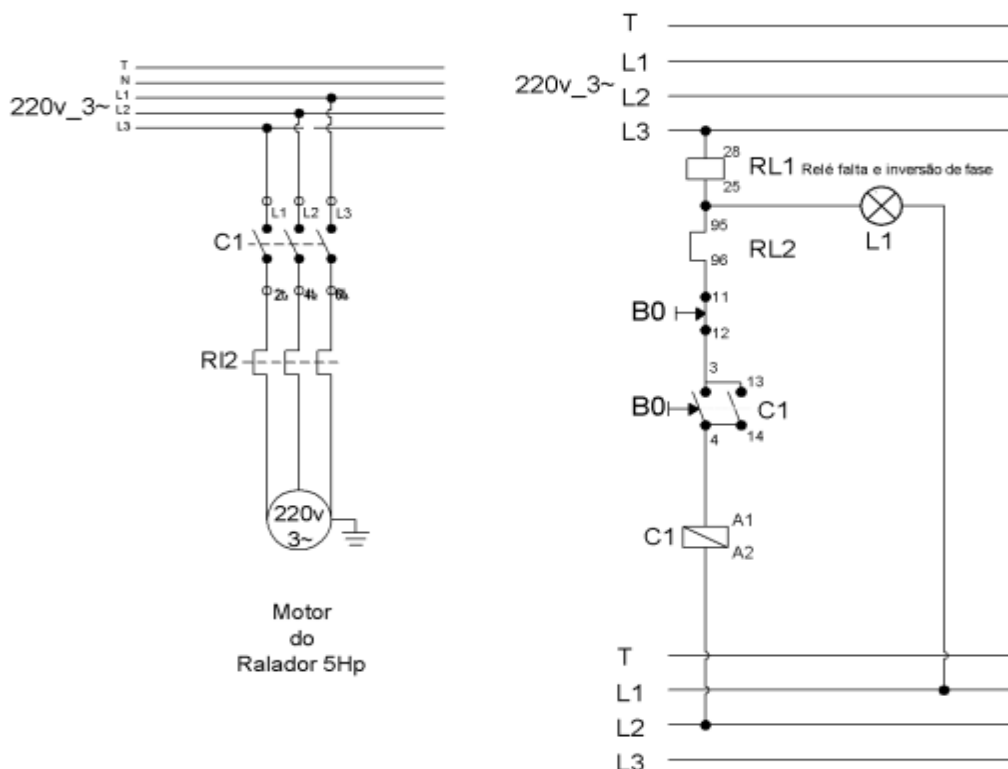 T
N
L1
L2
L3
220v_3~
L1 L2 L3
C1
Rl2
220v
3~
Motor
do
Ralador 5Hp
T
L1
220v_3~
L2
L3
28
RL1 Relé falta e inversão de fase
25
L1
95
RL2
96
11
B0
12
3
13
B0
C1
4
14
C1
A1
A2
T
L1
L2
L3